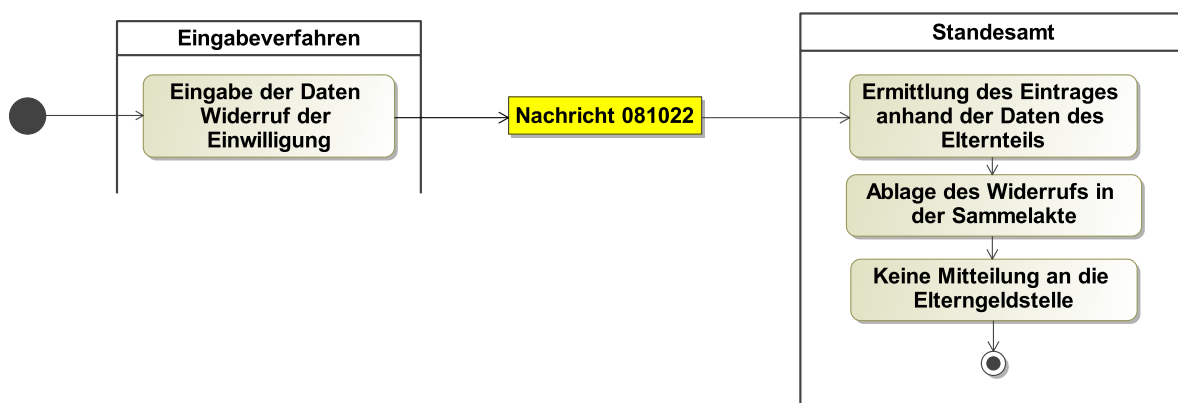 Eingabeverfahren
Eingabe der Daten
Widerruf der
Einwilligung
Nachricht 081022
Standesamt
Ermittlung des Eintrages
anhand der Daten des
Elternteils
Ablage des Widerrufs in
der Sammelakte
Keine Mitteilung an die
Elterngeldstelle